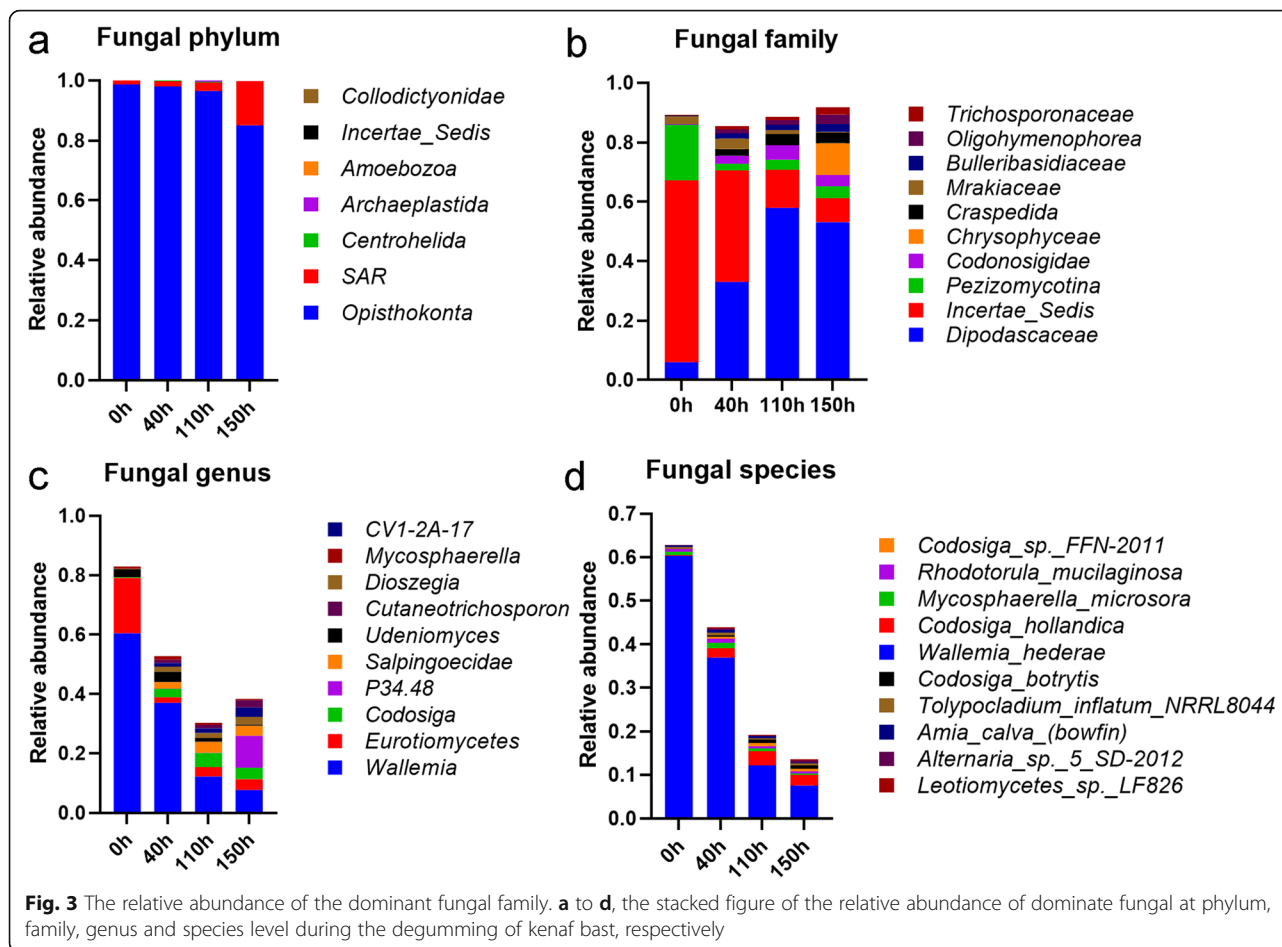 a
Fungal phylum
Relative abundance
1.0
0.8
0.6
0.4
0.2
0.0
0h
40h
110h
150h
Collodictyonidae
Incertae_Sedis
Amoebozoa
Archaeplastida
Centrohelida
SAR
Opisthokonta
b
Fungal family
Relative abundance
1.0
0.8
0.6
0.4
0.2
0.0
0h
40h
110h
150h
Trichosporonaceae
Oligohymenophorea
Bulleribasidiaceae
Mrakiaceae
Craspedida
Chrysophyceae
Codonosigidae
Pezizomycotina
Incertae_Sedis
Dipodascaceae
c
Fungal genus
Relative abundance
1.0
0.8
0.6
0.4
0.2
0.0
0h
40h
110h
150h
CV1-2A-17
Mycosphaerella
Dioszegia
Cutaneotrichosporon
Udeniomyces
Salpingoecidae
P34.48
Codosiga
Eurotiomycetes
Wallemia
d
Fungal species
Relative abundance
0.7
0.6
0.5
0.4
0.3
0.2
0.1
0.0
0h
40h
110h
150h
Codosiga_sp._FFN-2011
Rhodotorula_mucilaginosa
Mycosphaerella_microsora
Codosiga_hollandica
Wallemia_hederae
Codosiga_botrytis
Tolypocladium_inflatum_NRRL8044
Amia_calva_(bowfin)
Alternaria_sp._5_SD-2012
Leotiomycetes_sp._LF826
Fig. 3 The relative abundance of the dominant fungal family. a to d, the stacked figure of the relative abundance of dominate fungal at phylum,
family, genus and species level during the degumming of kenaf bast, respectively